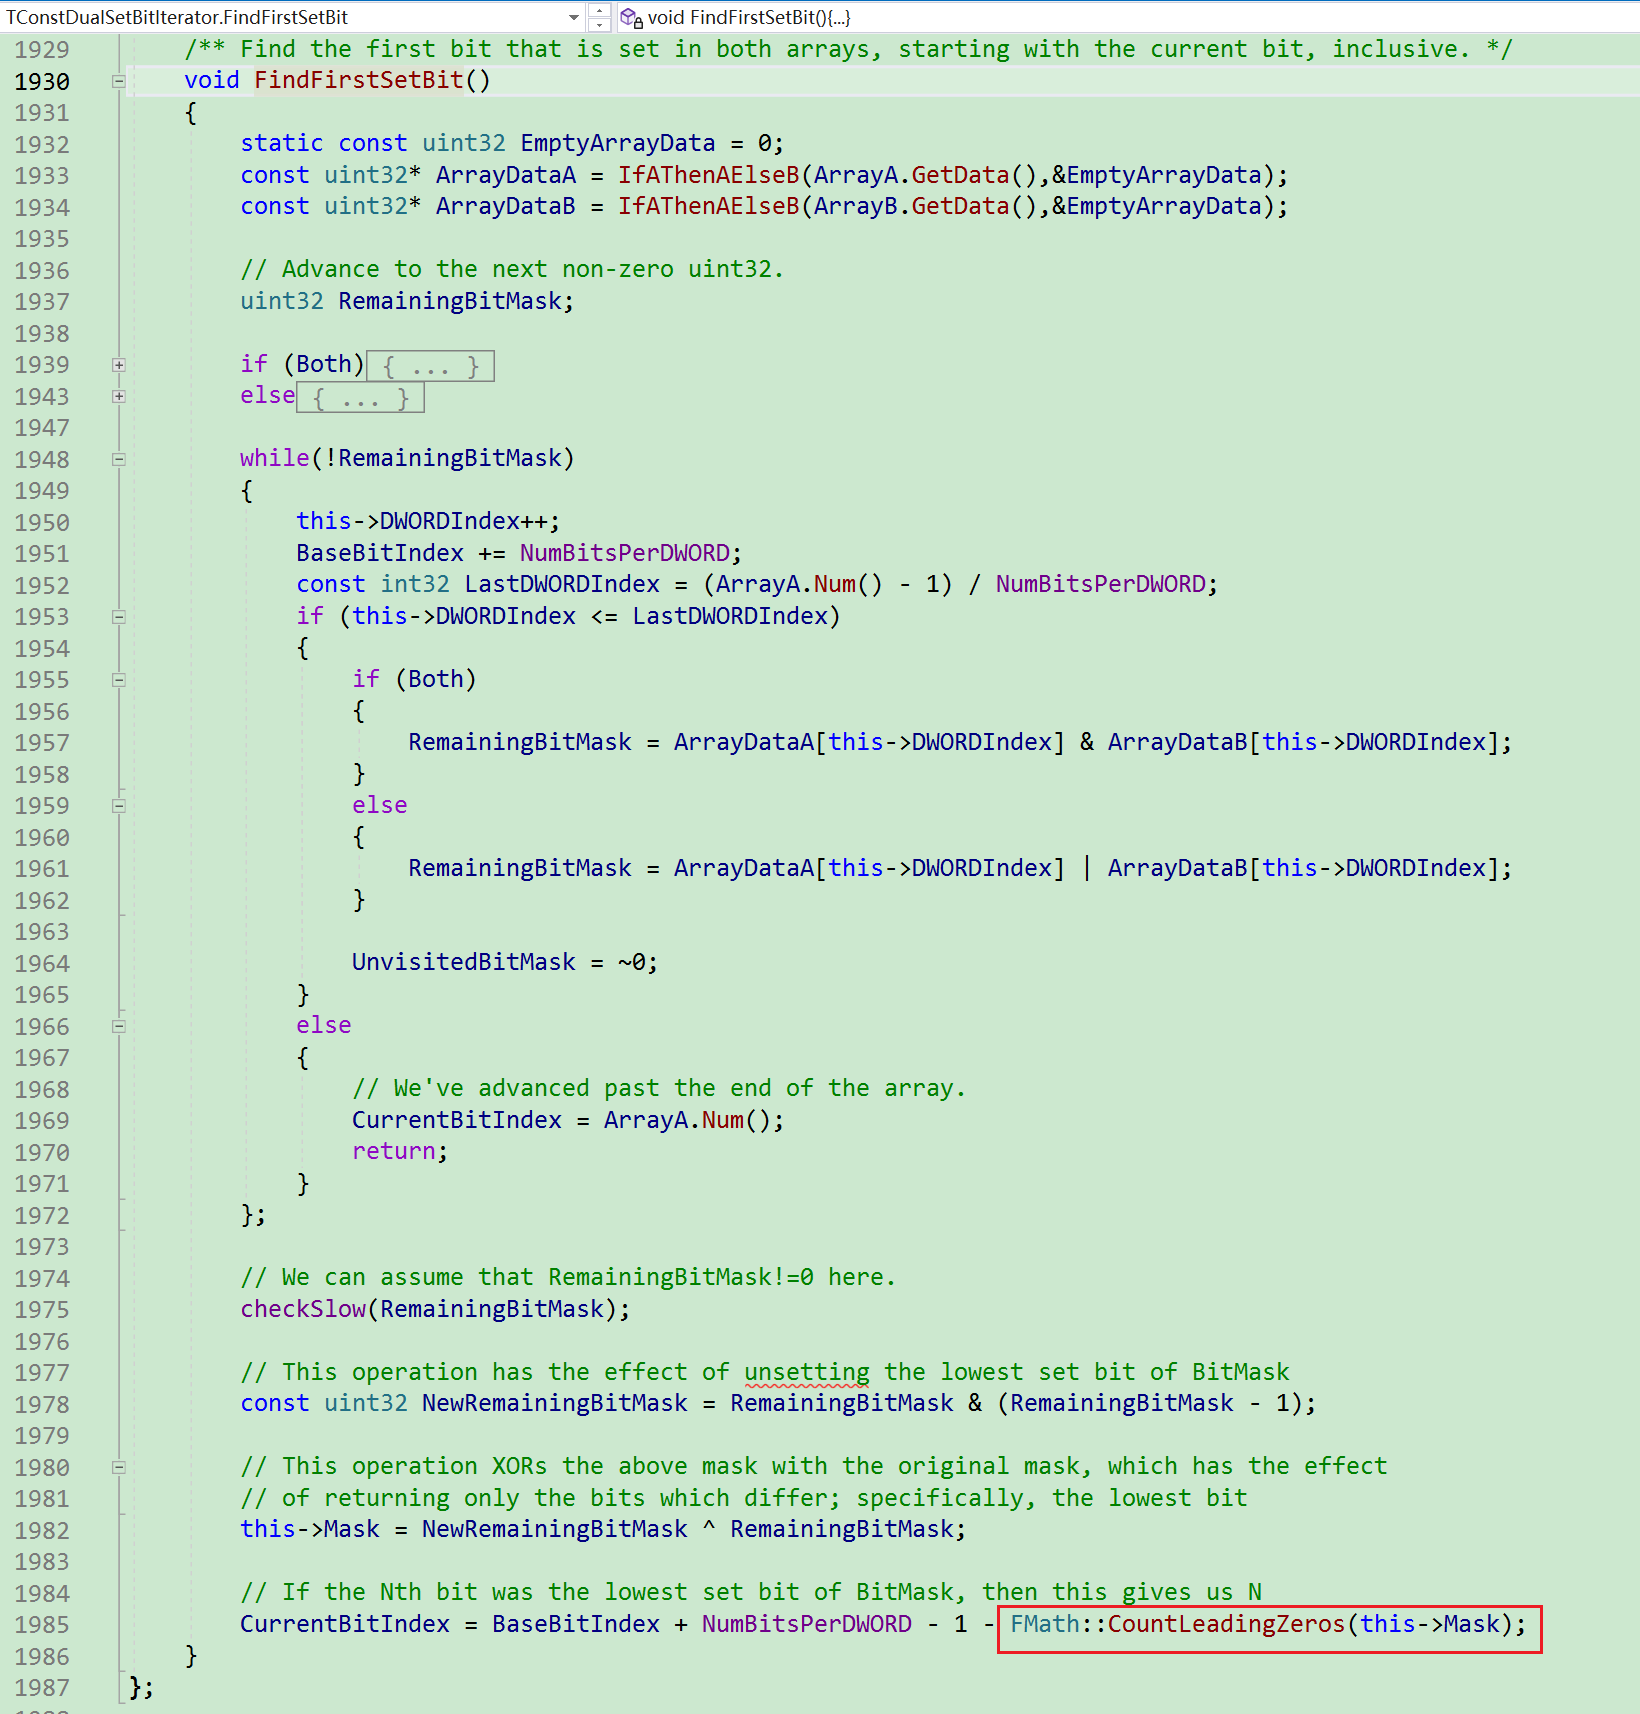 TConstDualSetBitIterator.FindFirstSetBit void FindFirstSetBit(){...}
1929 /** Find the first bit that is set in both arrays, starting with the current bit, inclusive. */
1930 void FindFirstSetBit()
1931 {
1932 static const uint32 EmptyArrayData = 0;
1933 const uint32* ArrayDataA = IfAThenAElseB(ArrayA.GetData(),&EmptyArrayData);
1934 const uint32* ArrayDataB = IfAThenAElseB(ArrayB.GetData(),&EmptyArrayData);
1935
1936 // Advance to the next non-zero uint32.
1937 uint32 RemainingBitMask;
1938
1939 if (Both){ ... }
1943 else{ ... }
1947
1948 while(!RemainingBitMask)
1949 {
1950 this->DWORDIndex++;
1951 BaseBitIndex += NumBitsPerDWORD;
1952 const int32 LastDWORDIndex = (ArrayA.Num() - 1) / NumBitsPerDWORD;
1953 if (this->DWORDIndex <= LastDWORDIndex)
1954 {
1955 if (Both)
1956 {
1957 RemainingBitMask = ArrayDataA[this->DWORDIndex] & ArrayDataB[this->DWORDIndex];
1958 }
1959 else
1960 {
1961 RemainingBitMask = ArrayDataA[this->DWORDIndex] | ArrayDataB[this->DWORDIndex];
1962 }
1963
1964 UnvisitedBitMask = ~0;
1965 }
1966 else
1967 {
1968 // We've advanced past the end of the array.
1969 CurrentBitIndex = ArrayA.Num();
1970 return;
1971 }
1972 };
1973
1974 // We can assume that RemainingBitMask!=0 here.
1975 checkSlow(RemainingBitMask);
1976
1977 // This operation has the effect of unsetting the lowest set bit of BitMask
1978 const uint32 NewRemainingBitMask = RemainingBitMask & (RemainingBitMask - 1);
1979
1980 // This operation XORs the above mask with the original mask, which has the effect
1981 // of returning only the bits which differ; specifically, the lowest bit
1982 this->Mask = NewRemainingBitMask ^ RemainingBitMask;
1983
1984 // If the Nth bit was the lowest set bit of BitMask, then this gives us N
1985 CurrentBitIndex = BaseBitIndex + NumBitsPerDWORD - 1 - FMath::CountLeadingZeros(this->Mask);
1986 }
1987 };